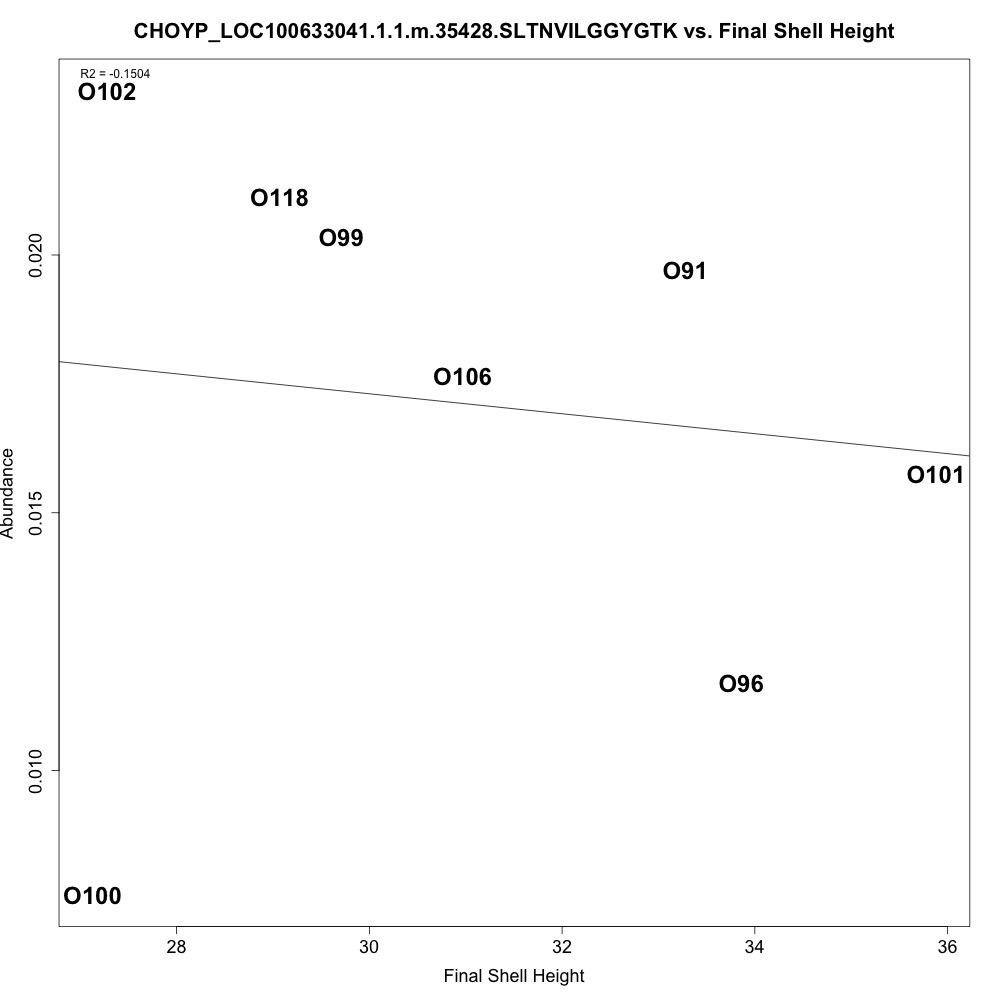 CHOYP_LOC100633041.1.1.m.35428.SLTNVILGGYGTK vs. Final Shell Height
R2 = -0.1504
O102
O118
O99
O91
O106
O101
O96
O100
0.020
0.015
0.010
Abundance
28 30 32 34 36
Final Shell Height